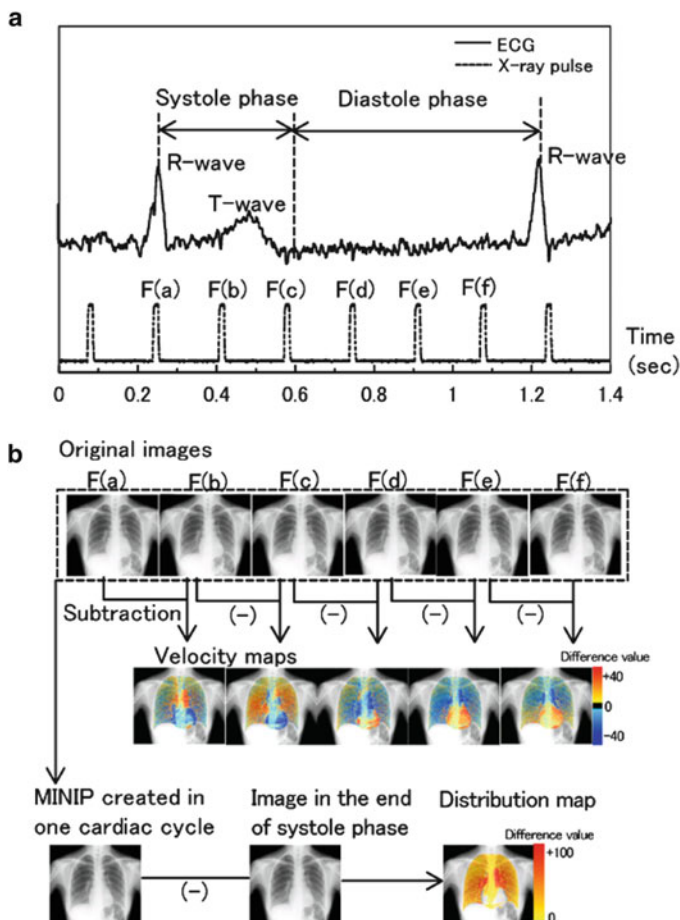 a
ECG
X-ray pulse
Systole phase
Diastole phase
R-wave
R-wave
T-wave
F(a) F(b) F(c) F(d) F(e) F(f)
Time
(sec)
0 0.2 0.4 0.6 0.8 1 1.2 1.4
b
Original images
F(a) F(b) F(c) F(d) F(e) F(f)
Subtraction (-) (-) (-) (-)
Velocity maps
Difference value
+40
0
-40
MINIP created in
one cardiac cycle
Image in the end
of systole phase
Distribution map
Difference value
+100
0
(-)